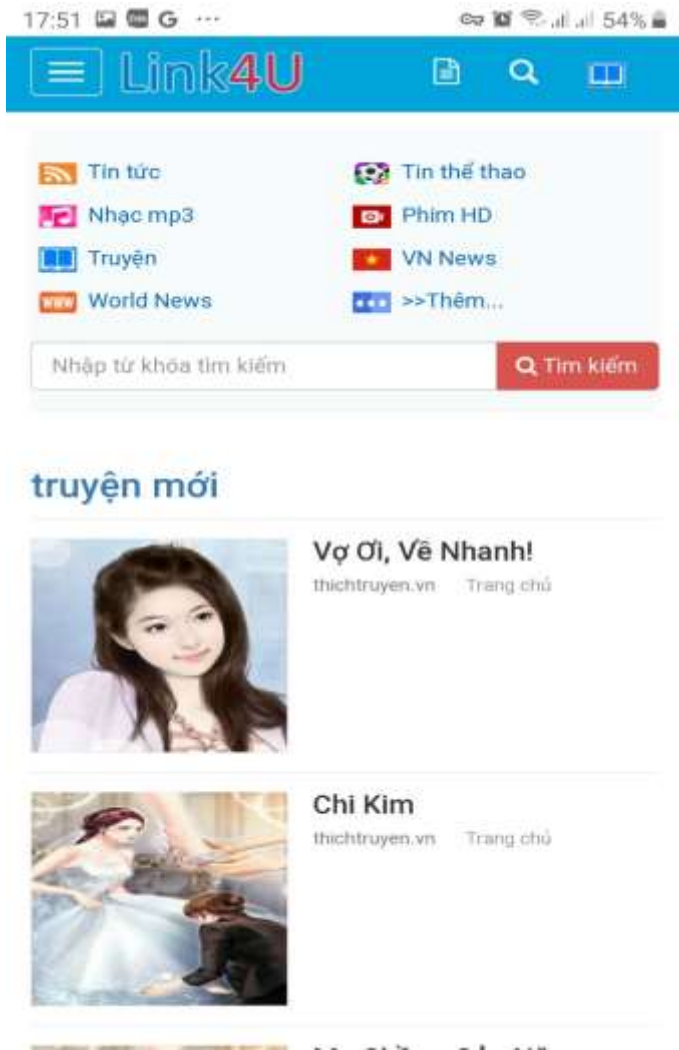 17:51 G ... 54%
Link4U
Tin tức Tin thể thao
Nhạc mp3 Phim HD
Truyện VN News
WWW World News >>Thêm...
Nhập từ khóa tìm kiếm Tìm kiếm
truyện mới
Vợ Ơi, Về Nhanh!
thichtruyen.vn Trang chủ
Chi Kim
thichtruyen.vn Trang chủ